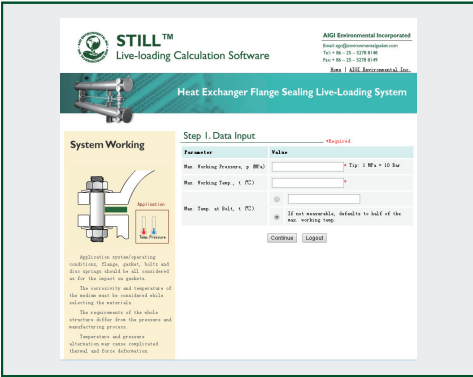 STILL™
Live-loading Calculation Software
AIGI Environmental Incorporated
Email: egc@environmentalgasket.com
Tel: + 86 - 25 - 5278 8148
Fax: + 86 - 25 - 5278 8149
Home | AIGI Environmental Inc.
Heat Exchanger Flange Sealing Live-Loading System
System Working
Application
Temp. Pressure
Application system/operating
conditions, flange, gasket, bolts and
disc springs should be all considered
as for the impact on gaskets.
The corrosivity and temperature of
the medium must be considered while
selecting the materials.
The requirements of the whole
structure differ from the pressure and
manufacturing process.
Temperature and pressure
alternation may cause complicated
thermal and force deformation.
Step 1. Data Input
*Required
Parameter Value
Max. Working Pressure, p (MPa) * Tip: 1 MPa = 10 Bar
Max. Working Temp., t (℃) *
Max. Temp. at Bolt, t (℃)
If not measurable, defaults to half of the
max. working temp.
Continue Logout